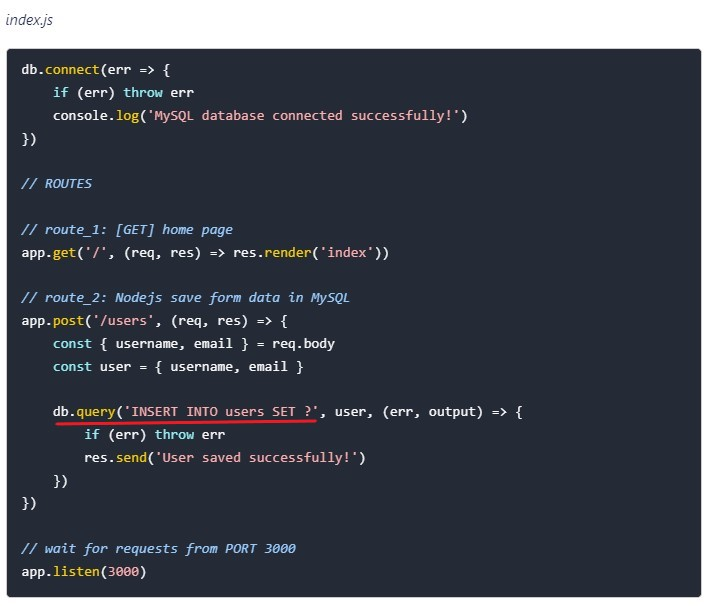 index.js
db.connect(err => {
    if (err) throw err
    console.log('MySQL database connected successfully!')
})
// ROUTES
// route_1: [GET] home page
app.get('/', (req, res) => res.render('index'))
// route_2: Nodejs save form data in MySQL
app.post('/users', (req, res) => {
    const { username, email } = req.body
    const user = { username, email }
    db.query('INSERT INTO users SET ?', user, (err, output) => {
        if (err) throw err
        res.send('User saved successfully!')
    })
})
// wait for requests from PORT 3000
app.listen(3000)